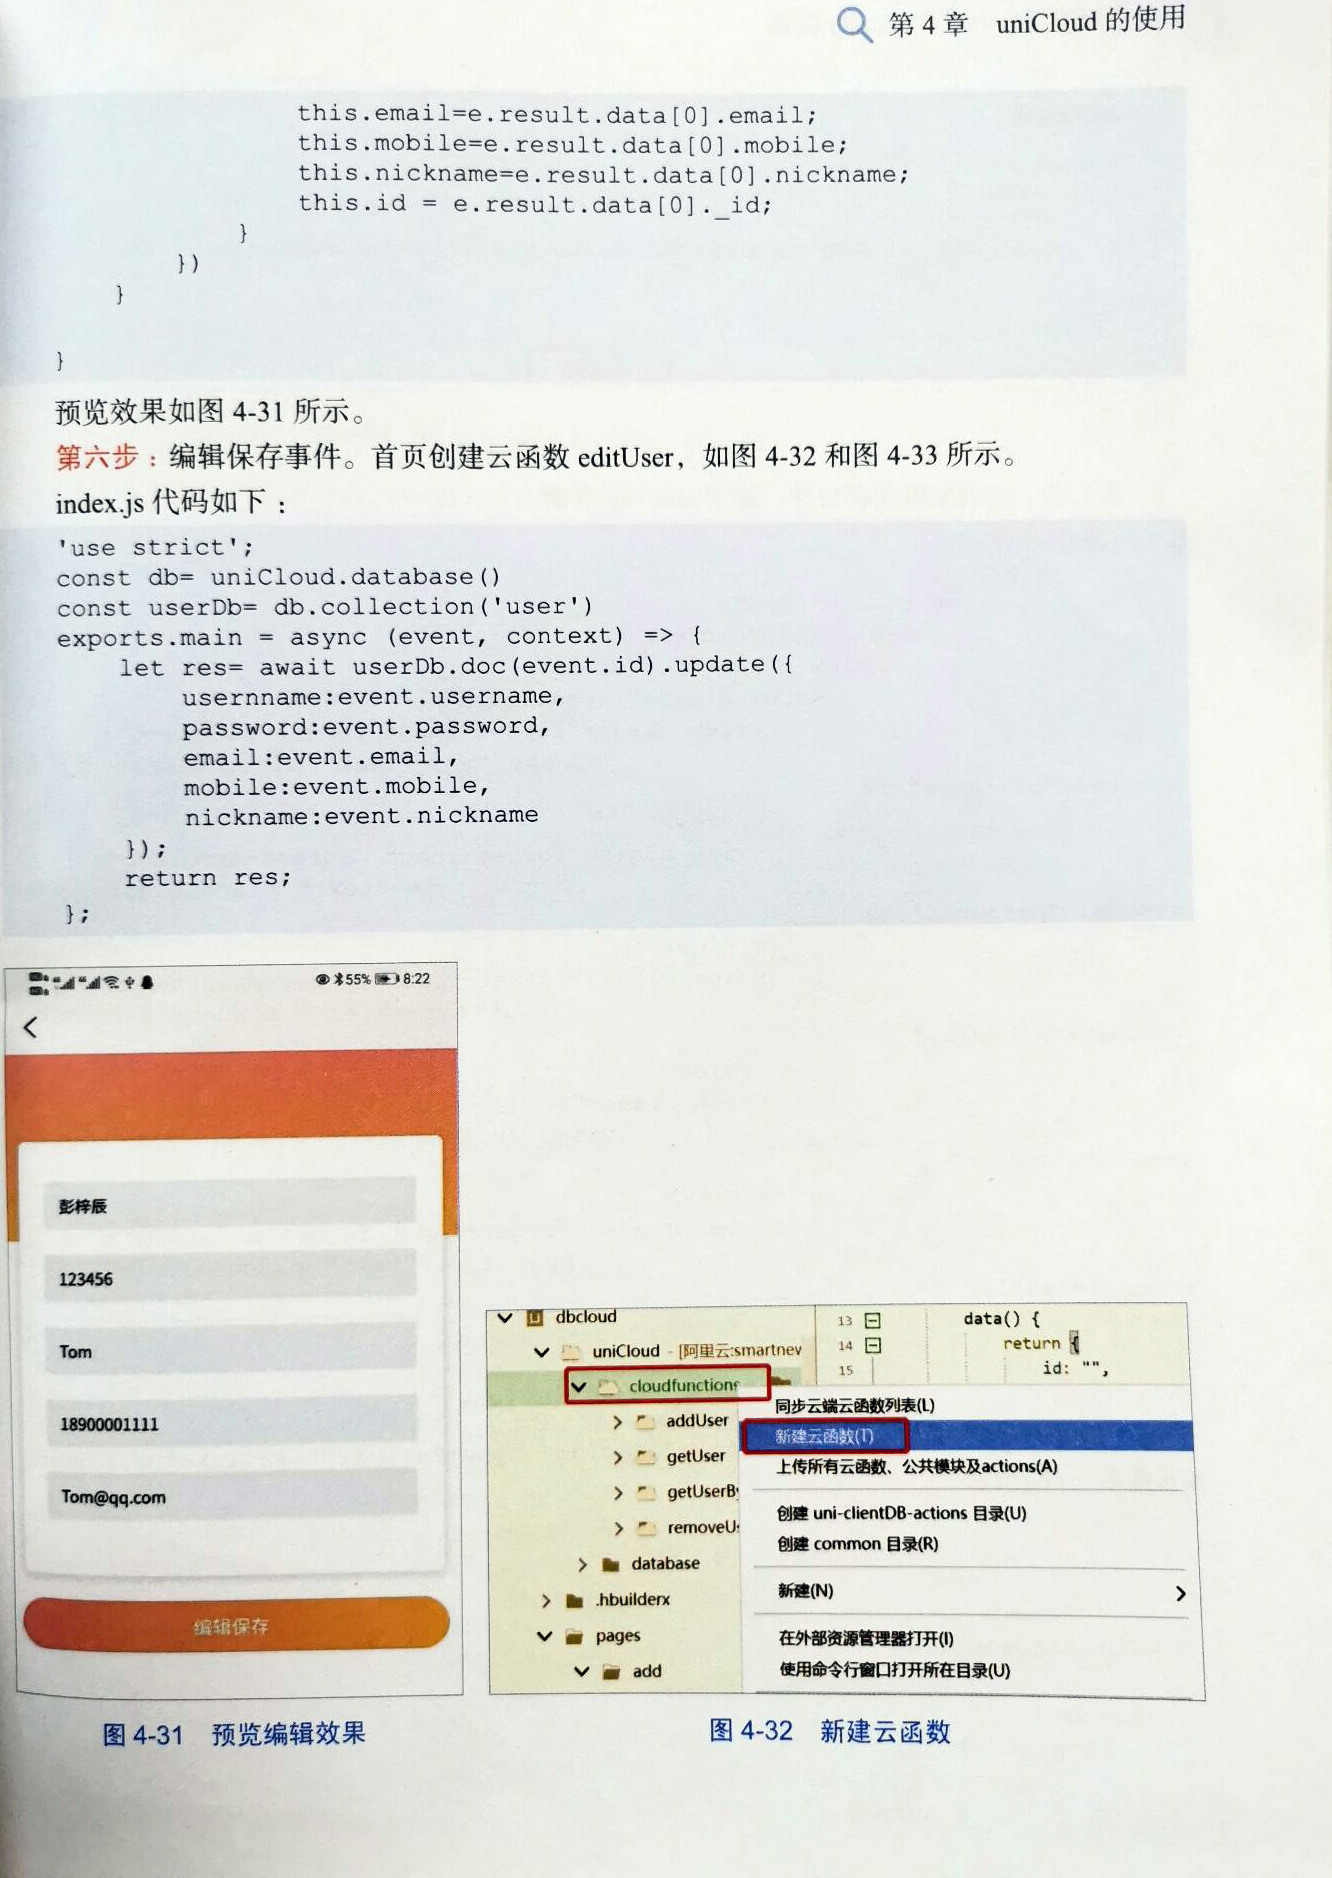 第 4 章 uniCloud 的使用
this.email=e.result.data[0].email;
this.mobile=e.result.data[0].mobile;
this.nickname=e.result.data[0].nickname;
this.id = e.result.data[0]._id;
}
})
}
}
预览效果如图 4-31 所示。
第六步：编辑保存事件。首页创建云函数 editUser，如图 4-32 和图 4-33 所示。
index.js 代码如下：
'use strict';
const db= uniCloud.database()
const userDb= db.collection('user')
exports.main = async (event, context) => {
let res= await userDb.doc(event.id).update({
usernname:event.username,
password:event.password,
email:event.email,
mobile:event.mobile,
nickname:event.nickname
});
return res;
};
55% 8:22
彭梓辰
123456
Tom
18900001111
Tom@qq.com
编辑保存
图 4-31 预览编辑效果
dbcloud
uniCloud - [阿里云:smartnev
cloudfunctions
addUser
getUser
getUserBy
removeUs
database
.hbuilderx
pages
add
13 data() {
14 return {
15 id: "",
同步云端云函数列表(L)
新建云函数(T)
上传所有云函数、公共模块及actions(A)
创建 uni-clientDB-actions 目录(U)
创建 common 目录(R)
新建(N)
在外部资源管理器打开(I)
使用命令行窗口打开所在目录(U)
图 4-32 新建云函数